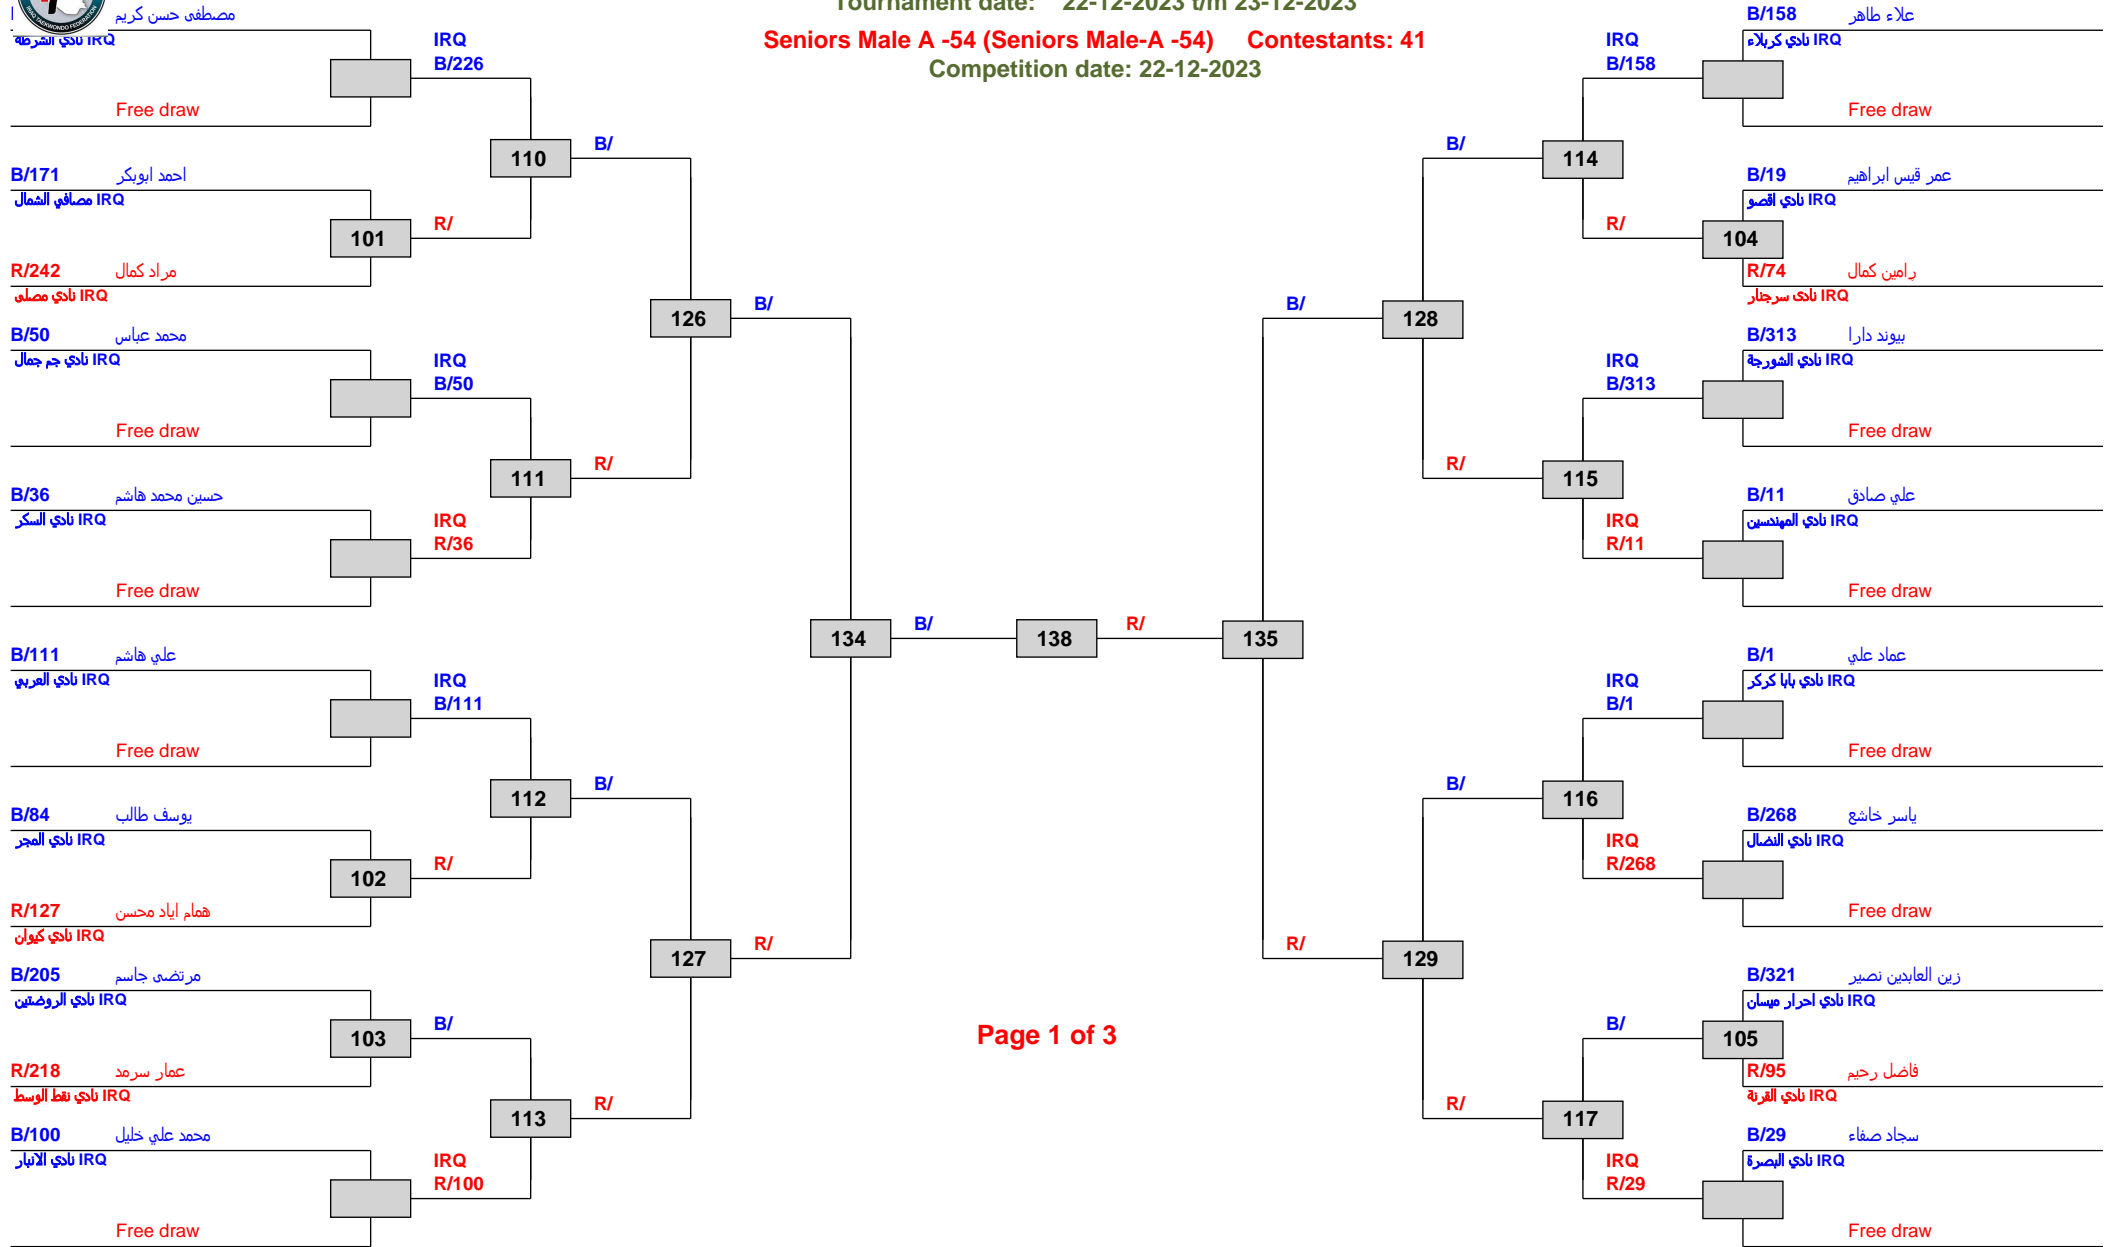 Tournament date: 22-12-2023 t/m 23-12-2023
Seniors Male A -54 (Seniors Male-A -54) Contestants: 41
Competition date: 22-12-2023
مصطفى حسن كريم
IRQ نادي الشرطة
Free draw
IRQ
B/226
B/171 احمد ابوبكر
IRQ مصافي الشمال
R/242 مراد كمال
IRQ نادي مصلى
101
R/
110
B/
B/50 محمد عباس
IRQ نادي جم جمال
Free draw
IRQ
B/50
B/36 حسين محمد هاشم
IRQ نادي السكر
Free draw
IRQ
R/36
111
R/
126
B/
B/111 علي هاشم
IRQ نادي العربي
Free draw
IRQ
B/111
B/84 يوسف طالب
IRQ نادي المجر
R/127 همام اياد محسن
IRQ نادي كيوان
102
R/
112
B/
B/205 مرتضى جاسم
IRQ نادي الروضتين
R/218 عمار سرمد
IRQ نادي نفط الوسط
103
B/
B/100 محمد علي خليل
IRQ نادي الانبار
Free draw
IRQ
R/100
113
R/
127
R/
134
B/
138
R/
135
B/158 علاء طاهر
IRQ نادي كربلاء
Free draw
IRQ
B/158
B/19 عمر قيس ابراهيم
IRQ نادي اقصو
R/74 رامين كمال
IRQ نادى سرجنار
104
R/
114
B/
B/313 بيوند دارا
IRQ نادي الشورجة
Free draw
IRQ
B/313
B/11 علي صادق
IRQ نادي المهندسين
Free draw
IRQ
R/11
115
R/
128
B/
B/1 عماد علي
IRQ نادي بابا كركر
Free draw
IRQ
B/1
B/268 ياسر خاشع
IRQ نادي النضال
Free draw
IRQ
R/268
116
B/
B/321 زين العابدين نصير
IRQ نادي احرار ميسان
R/95 فاضل رحيم
IRQ نادي القرنة
105
B/
B/29 سجاد صفاء
IRQ نادي البصرة
Free draw
IRQ
R/29
117
R/
129
R/
Page 1 of 3